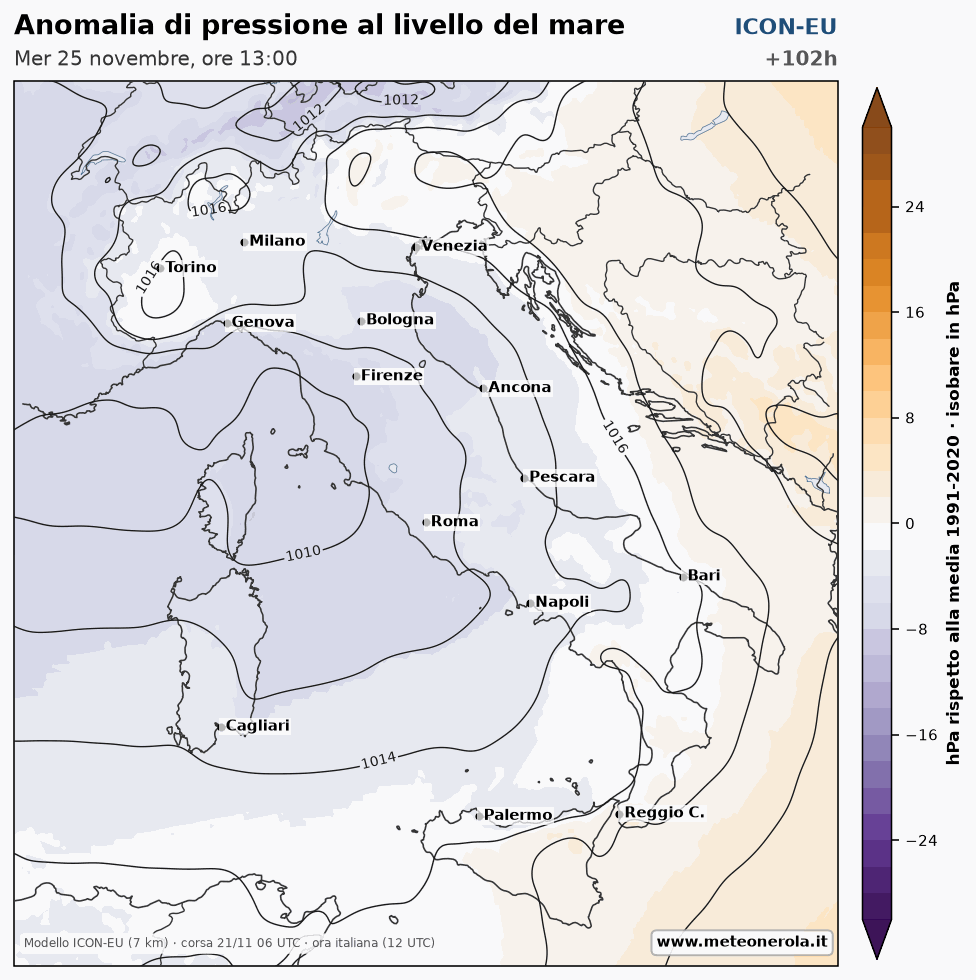 Anomalia di pressione al livello del mare
ICON-EU
Mer 25 novembre, ore 13:00
+102h
1012
1012
1016
Milano
Venezia
1016
Torino
Genova
Bologna
Firenze
Ancona
1016
Pescara
Roma
1010
Bari
Napoli
Cagliari
1014
Palermo
Reggio C.
24
16
8
0
−8
−16
−24
hPa rispetto alla media 1991-2020 · isobare in hPa
Modello ICON-EU (7 km) · corsa 21/11 06 UTC · ora italiana (12 UTC)
www.meteonerola.it